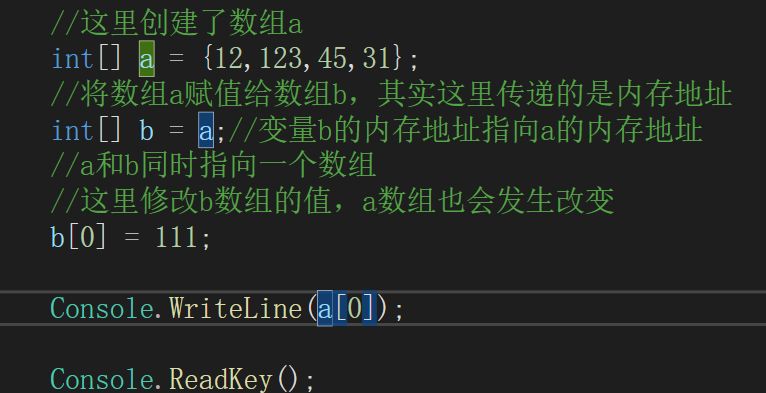 //这里创建了数组a
int[] a = {12,123,45,31};
//将数组a赋值给数组b，其实这里传递的是内存地址
int[] b = a;//变量b的内存地址指向a的内存地址
//a和b同时指向一个数组
//这里修改b数组的值，a数组也会发生改变
b[0] = 111;
Console.WriteLine(a[0]);
Console.ReadKey();